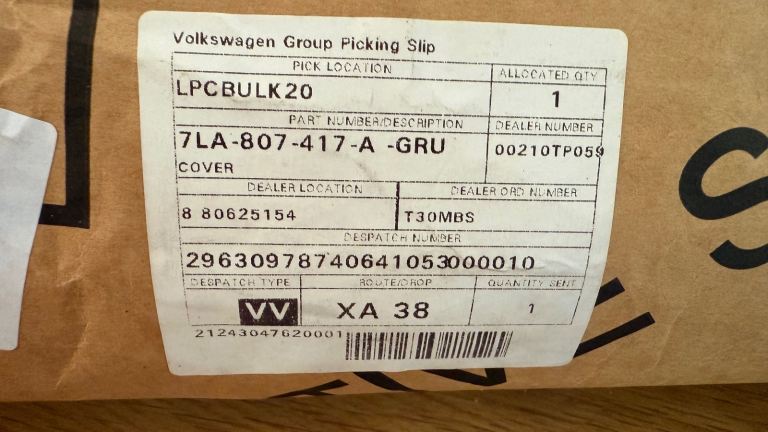 Volkswagen Group Picking Slip
PICK LOCATION
ALLOCATED QTY
LPCBULK20
1
PART NUMBER/DESCRIPTION
DEALER NUMBER
7LA-807-417-A -GRU
00210TP059
COVER
DEALER LOCATION
DEALER ORD NUMBER
8 80625154
T30MBS
DESPATCH NUMBER
29630978740641053000010
DESPATCH TYPE
ROUTE/DROP
QUANTITY SENT
VV
XA 38
1
21243047620001